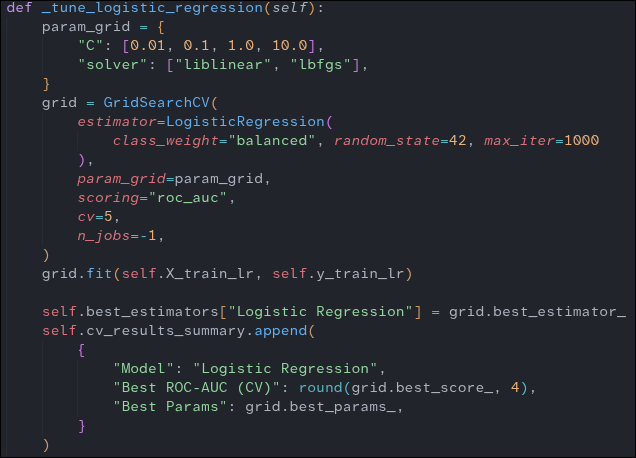 def _tune_logistic_regression(self):
    param_grid = {
        "C": [0.01, 0.1, 1.0, 10.0],
        "solver": ["liblinear", "lbfgs"],
    }
    grid = GridSearchCV(
        estimator=LogisticRegression(
            class_weight="balanced", random_state=42, max_iter=1000
        ),
        param_grid=param_grid,
        scoring="roc_auc",
        cv=5,
        n_jobs=-1,
    )
    grid.fit(self.X_train_lr, self.y_train_lr)

    self.best_estimators["Logistic Regression"] = grid.best_estimator_
    self.cv_results_summary.append(
        {
            "Model": "Logistic Regression",
            "Best ROC-AUC (CV)": round(grid.best_score_, 4),
            "Best Params": grid.best_params_,
        }
    )